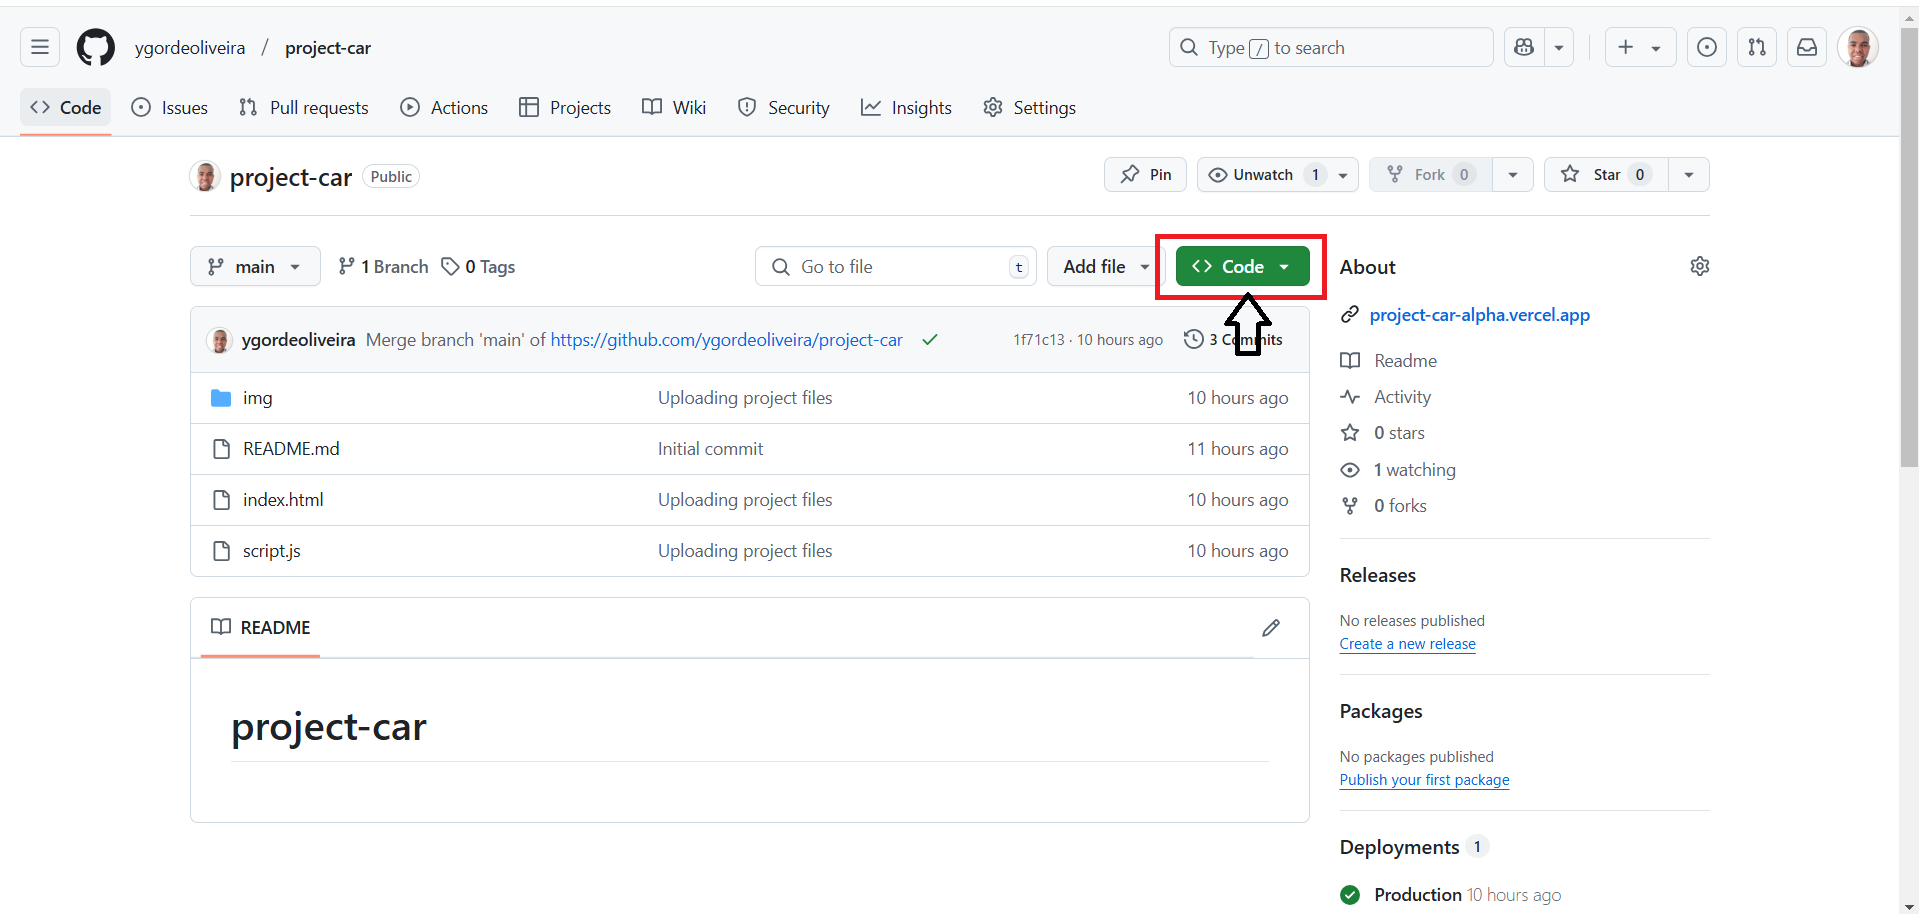 ygordeoliveira / project-car
Type / to search
Code Issues Pull requests Actions Projects Wiki Security Insights Settings
project-car Public
Pin Unwatch 1 Fork 0 Star 0
main 1 Branch 0 Tags Go to file t Add file Code
ygordeoliveira Merge branch 'main' of https://github.com/ygordeoliveira/project-car 1f71c13 · 10 hours ago 3 Commits
img Uploading project files 10 hours ago
README.md Initial commit 11 hours ago
index.html Uploading project files 10 hours ago
script.js Uploading project files 10 hours ago
README
project-car
About
project-car-alpha.vercel.app
Readme
Activity
0 stars
1 watching
0 forks
Releases
No releases published
Create a new release
Packages
No packages published
Publish your first package
Deployments 1
Production 10 hours ago